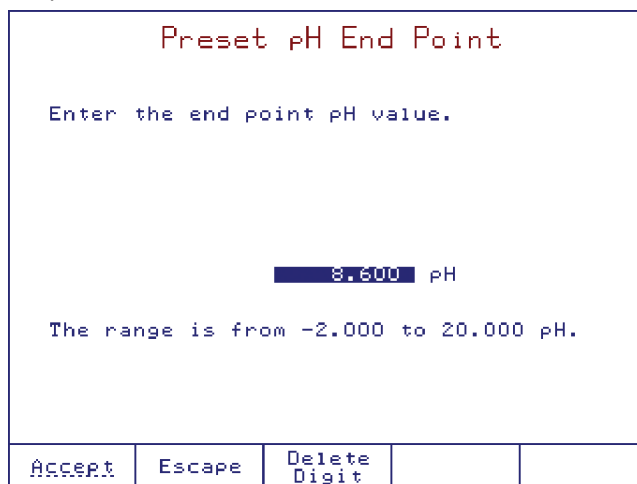 Preset pH End Point
Enter the end point pH value.
8.600 pH
The range is from -2.000 to 20.000 pH.
Accept Escape Delete Digit